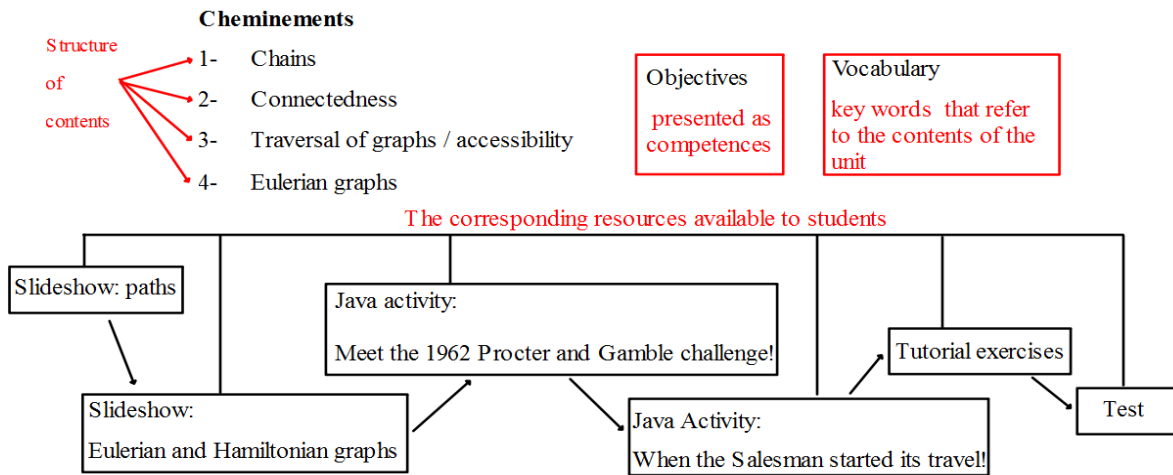 Cheminements
Structure
of
contents
1- Chains
2- Connectedness
3- Traversal of graphs / accessibility
4- Eulerian graphs
Objectives
presented as
competences
Vocabulary
key words that refer
to the contents of the
unit
The corresponding resources available to students
Slideshow: paths
Slideshow:
Eulerian and Hamiltonian graphs
Java activity:
Meet the 1962 Procter and Gamble challenge!
Java Activity:
When the Salesman started its travel!
Tutorial exercises
Test